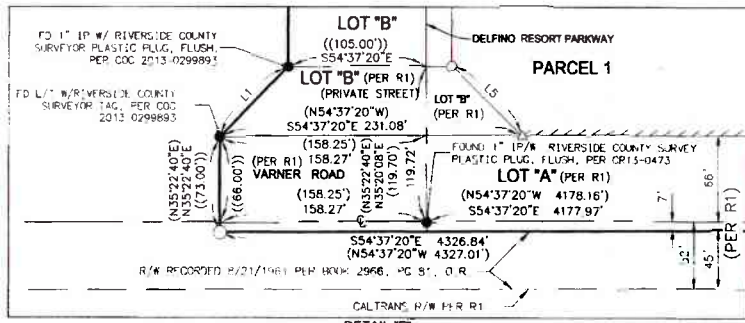 LOT "B"
((105.00'))
S54°37'20"E
DELFINO RESORT PARKWAY
FD 1" IP W/ RIVERSIDE COUNTY
SURVEYOR PLASTIC PLUG, FLUSH,
PER COC 2013-0299893
LOT "B" (PER R1)
(PRIVATE STREET)
PARCEL 1
L1
L5
LOT "B"
(PER R1)
FD L/T W/RIVERSIDE COUNTY
SURVEYOR TAG, PER COC
2013-0299893
(N54°37'20"W)
S54°37'20"E 231.08'
(158.25')
158.27'
(PER R1)
VARNER ROAD
(158.25')
158.27'
(N35°22'40"E)
N35°22'40"E
((73.00'))
((66.00'))
(N35°22'40"E)
N35°20'08"E
(119.70')
119.72'
FOUND 1" IP/W RIVERSIDE COUNTY SURVEY
PLASTIC PLUG, FLUSH, PER CR13-0473
LOT "A" (PER R1)
(N54°37'20"W 4178.16')
S54°37'20"E 4177.97'
66'
7'
(PER R1)
S54°37'20"E 4326.84'
(N54°37'20"W 4327.01')
45'
R/W RECORDED 8/21/1961 PER BOOK 2966, PG 81, O.R.
CALTRANS R/W PER R1